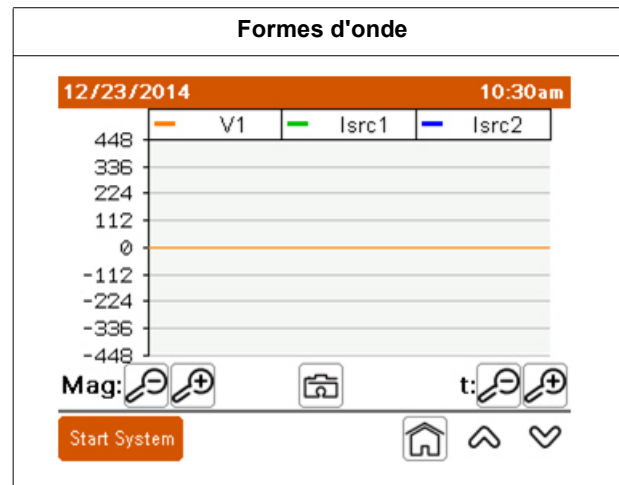 Formes d'onde
12/23/2014 10:30am
V1 Isrc1 Isrc2
448
336
224
112
0
-112
-224
-336
-448
Mag: t:
Start System